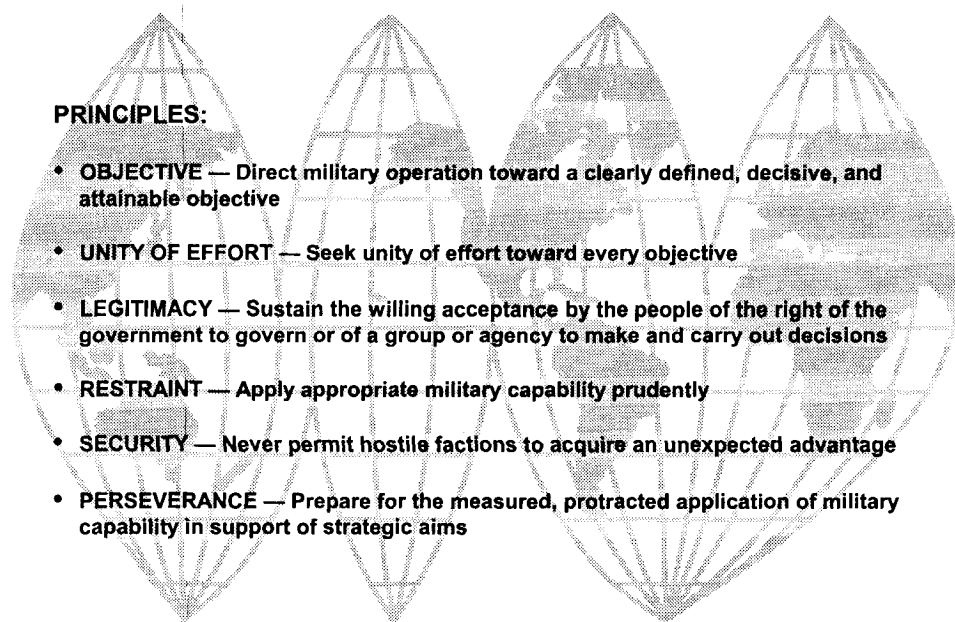 PRINCIPLES:
• OBJECTIVE — Direct military operation toward a clearly defined, decisive, and
attainable objective
• UNITY OF EFFORT — Seek unity of effort toward every objective
• LEGITIMACY — Sustain the willing acceptance by the people of the right of the
government to govern or of a group or agency to make and carry out decisions
• RESTRAINT — Apply appropriate military capability prudently
• SECURITY — Never permit hostile factions to acquire an unexpected advantage
• PERSEVERANCE — Prepare for the measured, protracted application of military
capability in support of strategic aims